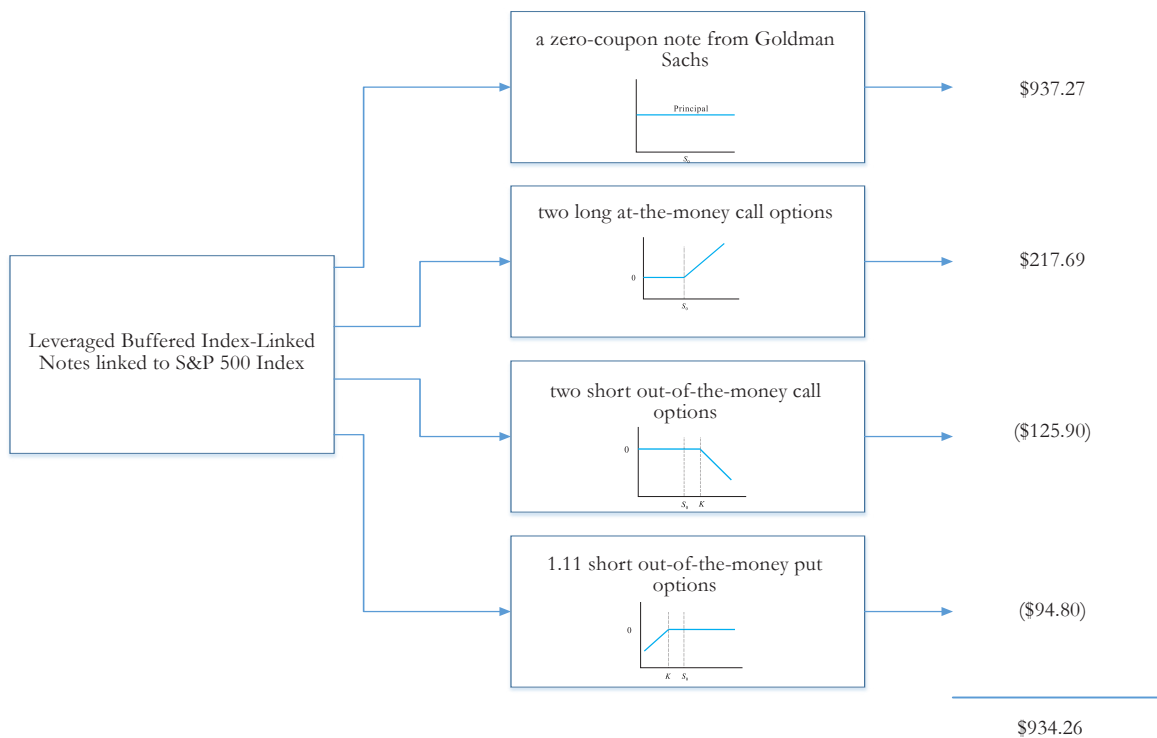 a zero-coupon note from Goldman
Sachs
Principal
S₀
$937.27
two long at-the-money call options
0
S₀
$217.69
Leveraged Buffered Index-Linked
Notes linked to S&P 500 Index
two short out-of-the-money call
options
0
S₀ K
($125.90)
1.11 short out-of-the-money put
options
0
K S₀
($94.80)
$934.26